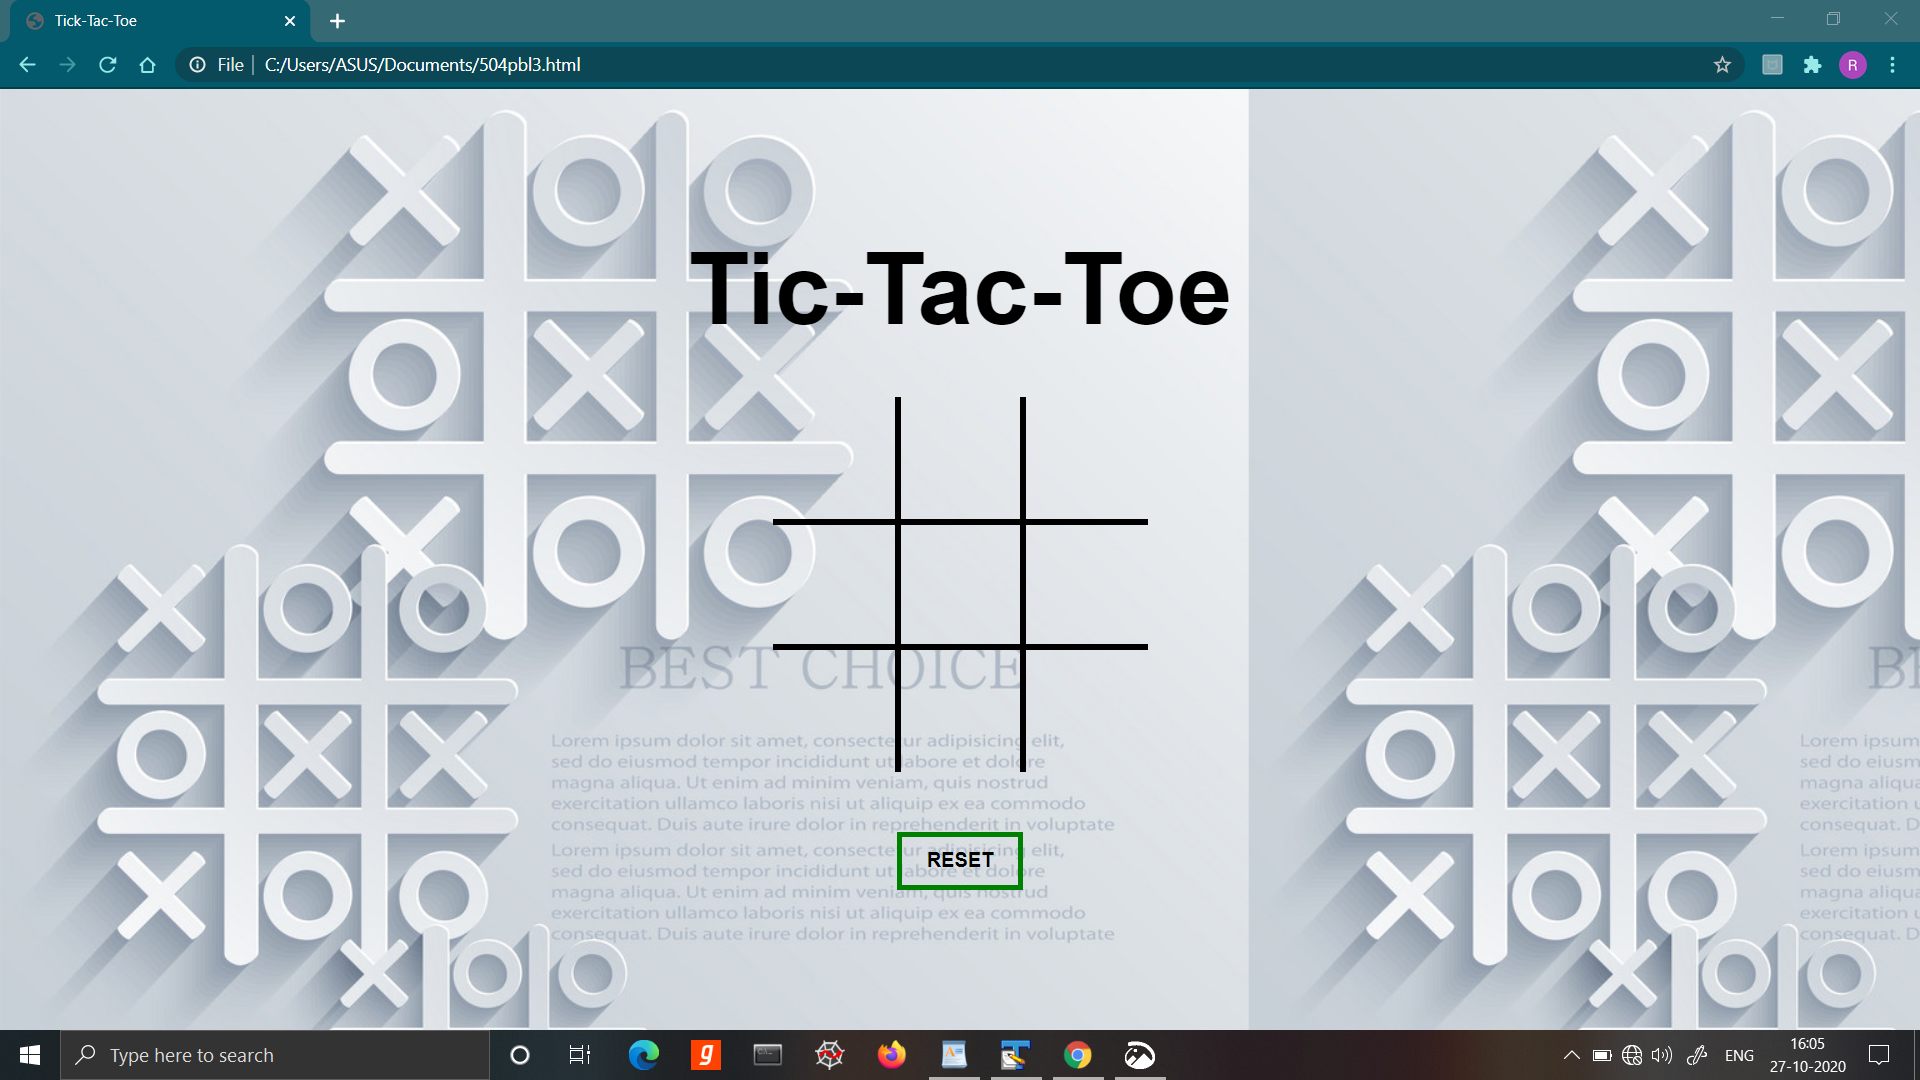 Tick-Tac-Toe
File
C:/Users/ASUS/Documents/504pbl3.html
R
Tic-Tac-Toe
BEST CHOICE
BE
Lorem ipsum dolor sit amet, consectetur adipisicing elit,
sed do eiusmod tempor incididunt ut labore et dolore
magna aliqua. Ut enim ad minim veniam, quis nostrud
exercitation ullamco laboris nisi ut aliquip ex ea commodo
consequat. Duis aute irure dolor in reprehenderit in voluptate
Lorem ipsum
sed do eiusm
magna aliqua
exercitation
consequat. D
RESET
Lorem ipsum dolor sit amet, consectetur adipisicing elit,
sed do eiusmod tempor incididunt ut labore et dolore
magna aliqua. Ut enim ad minim veniam, quis nostrud
exercitation ullamco laboris nisi ut aliquip ex ea commodo
consequat. Duis aute irure dolor in reprehenderit in voluptate
Lorem ipsum
sed do eiusm
magna aliqua
exercitation
consequat. D
Type here to search
ENG
16:05
27-10-2020